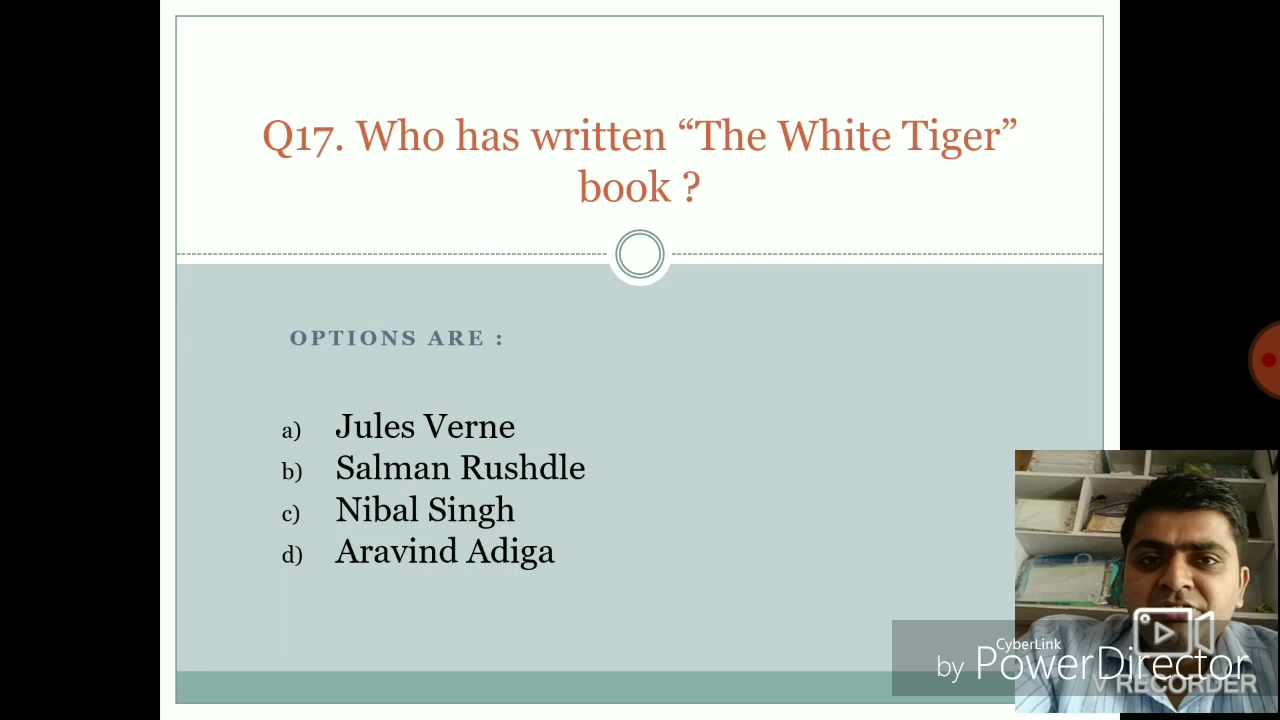 Q17. Who has written “The White Tiger”
book ?
OPTIONS ARE :
a) Jules Verne
b) Salman Rushdle
c) Nibal Singh
d) Aravind Adiga
CyberLink
by PowerDirector
V RECORDER